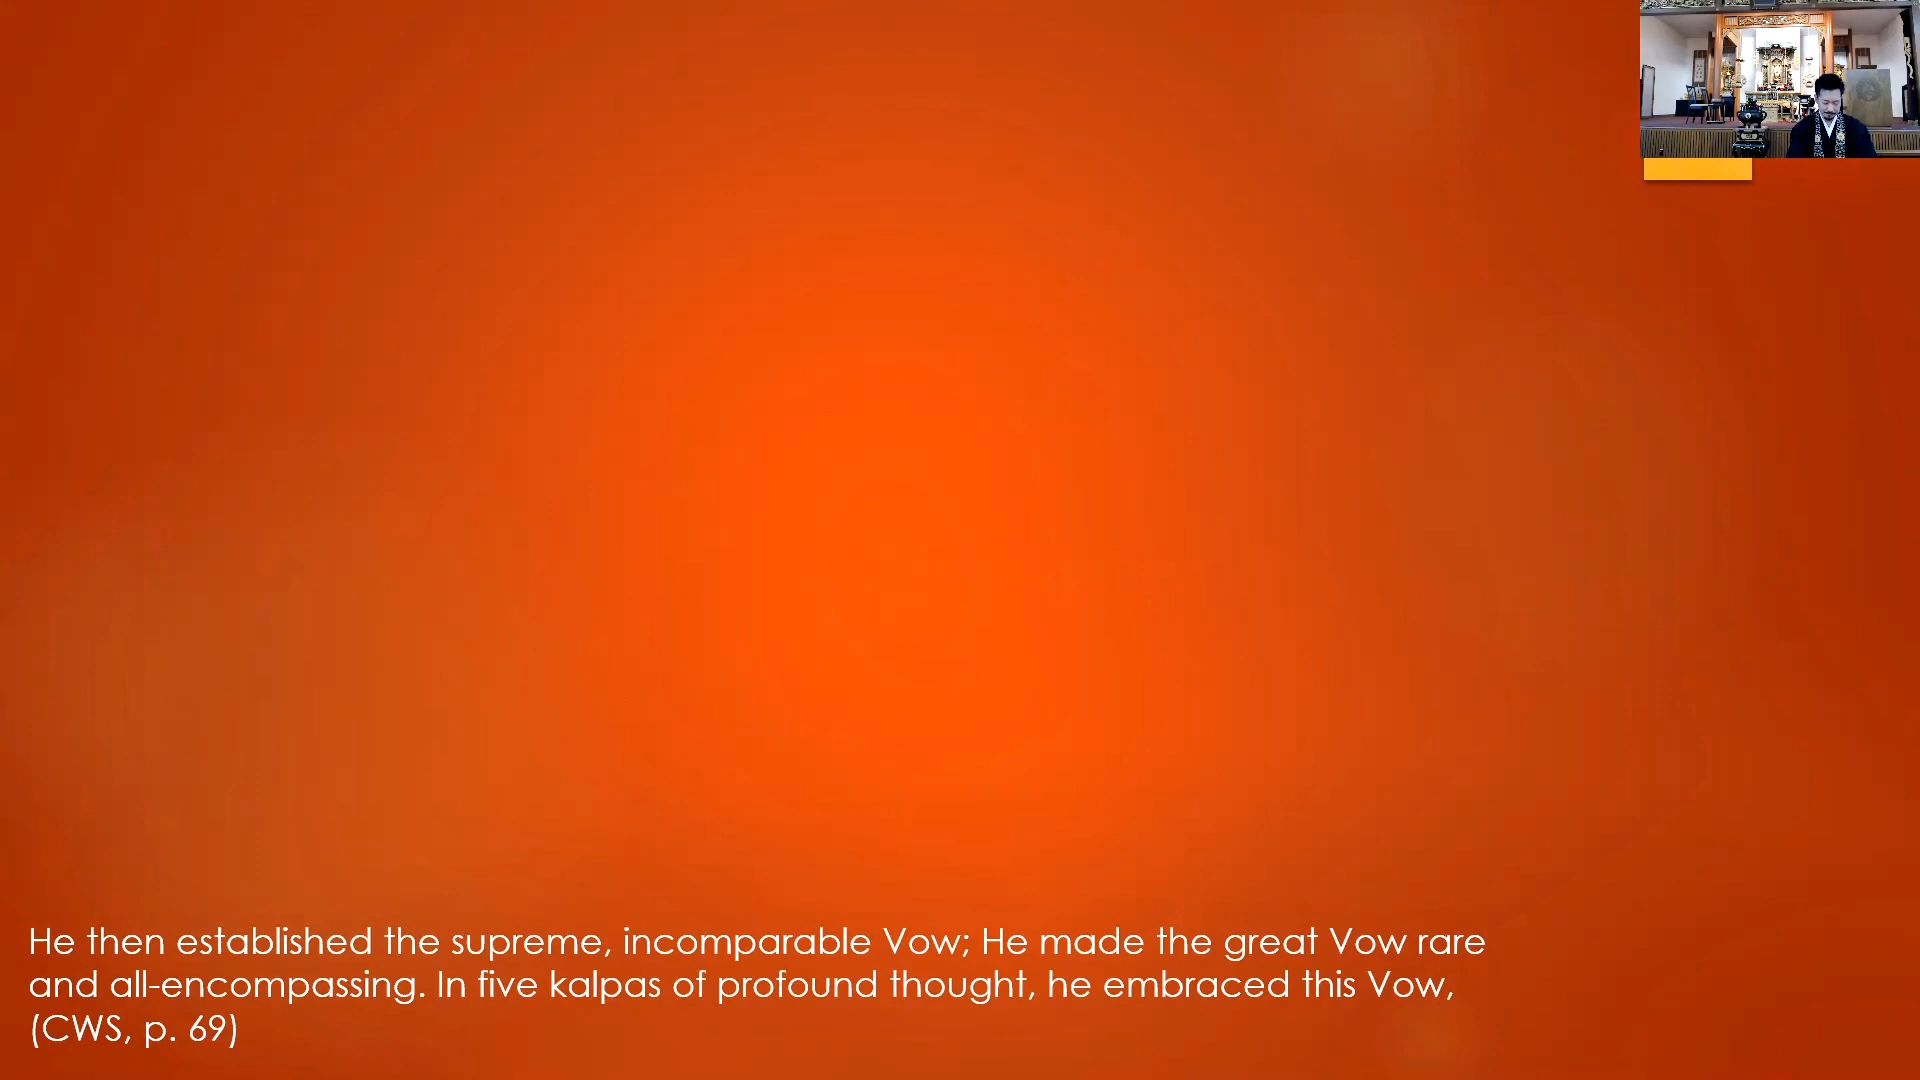 He then established the supreme, incomparable Vow; He made the great Vow rare
and all-encompassing. In five kalpas of profound thought, he embraced this Vow,
(CWS, p. 69)